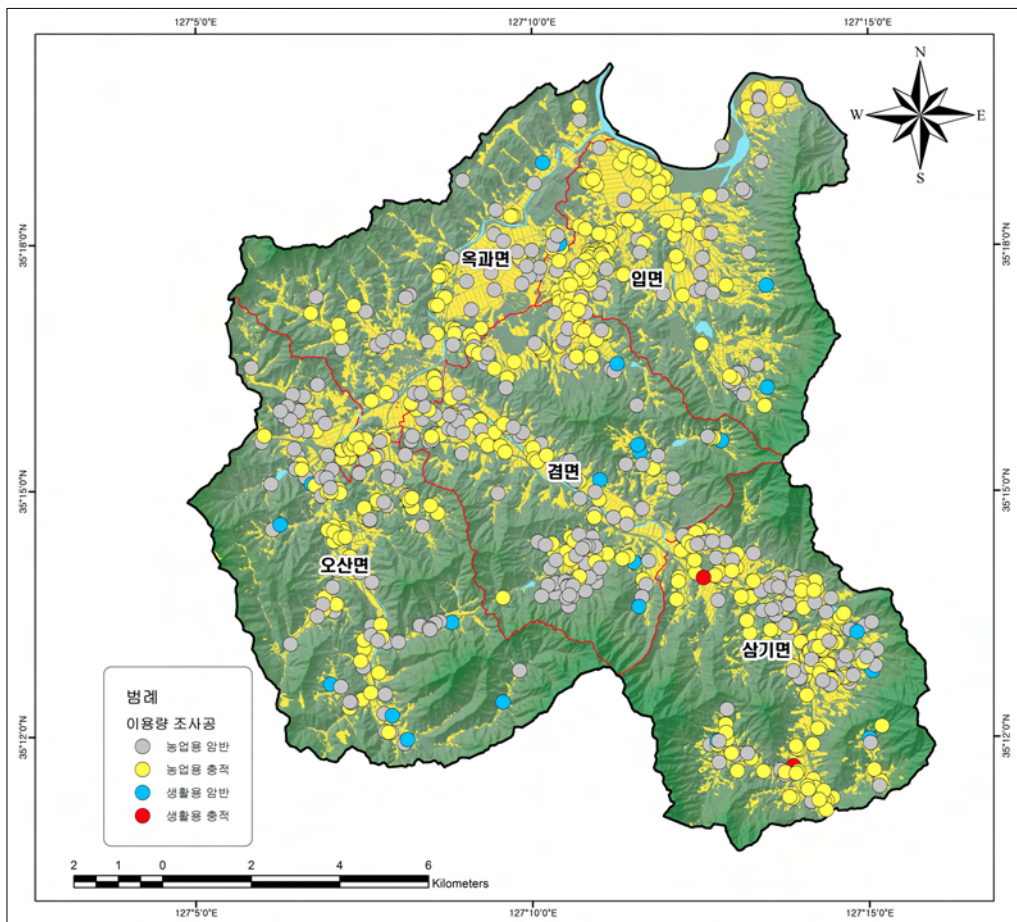 127°5'0"E
127°10'0"E
127°15'0"E
N
W
E
S
35°18'0"N
35°18'0"N
옥과면
입면
35°15'0"N
35°15'0"N
겸면
오산면
삼기면
35°12'0"N
35°12'0"N
범례
이용량 조사공
농업용 암반
농업용 충적
생활용 암반
생활용 충적
2 1 0 2 4 6
Kilometers
127°5'0"E
127°10'0"E
127°15'0"E